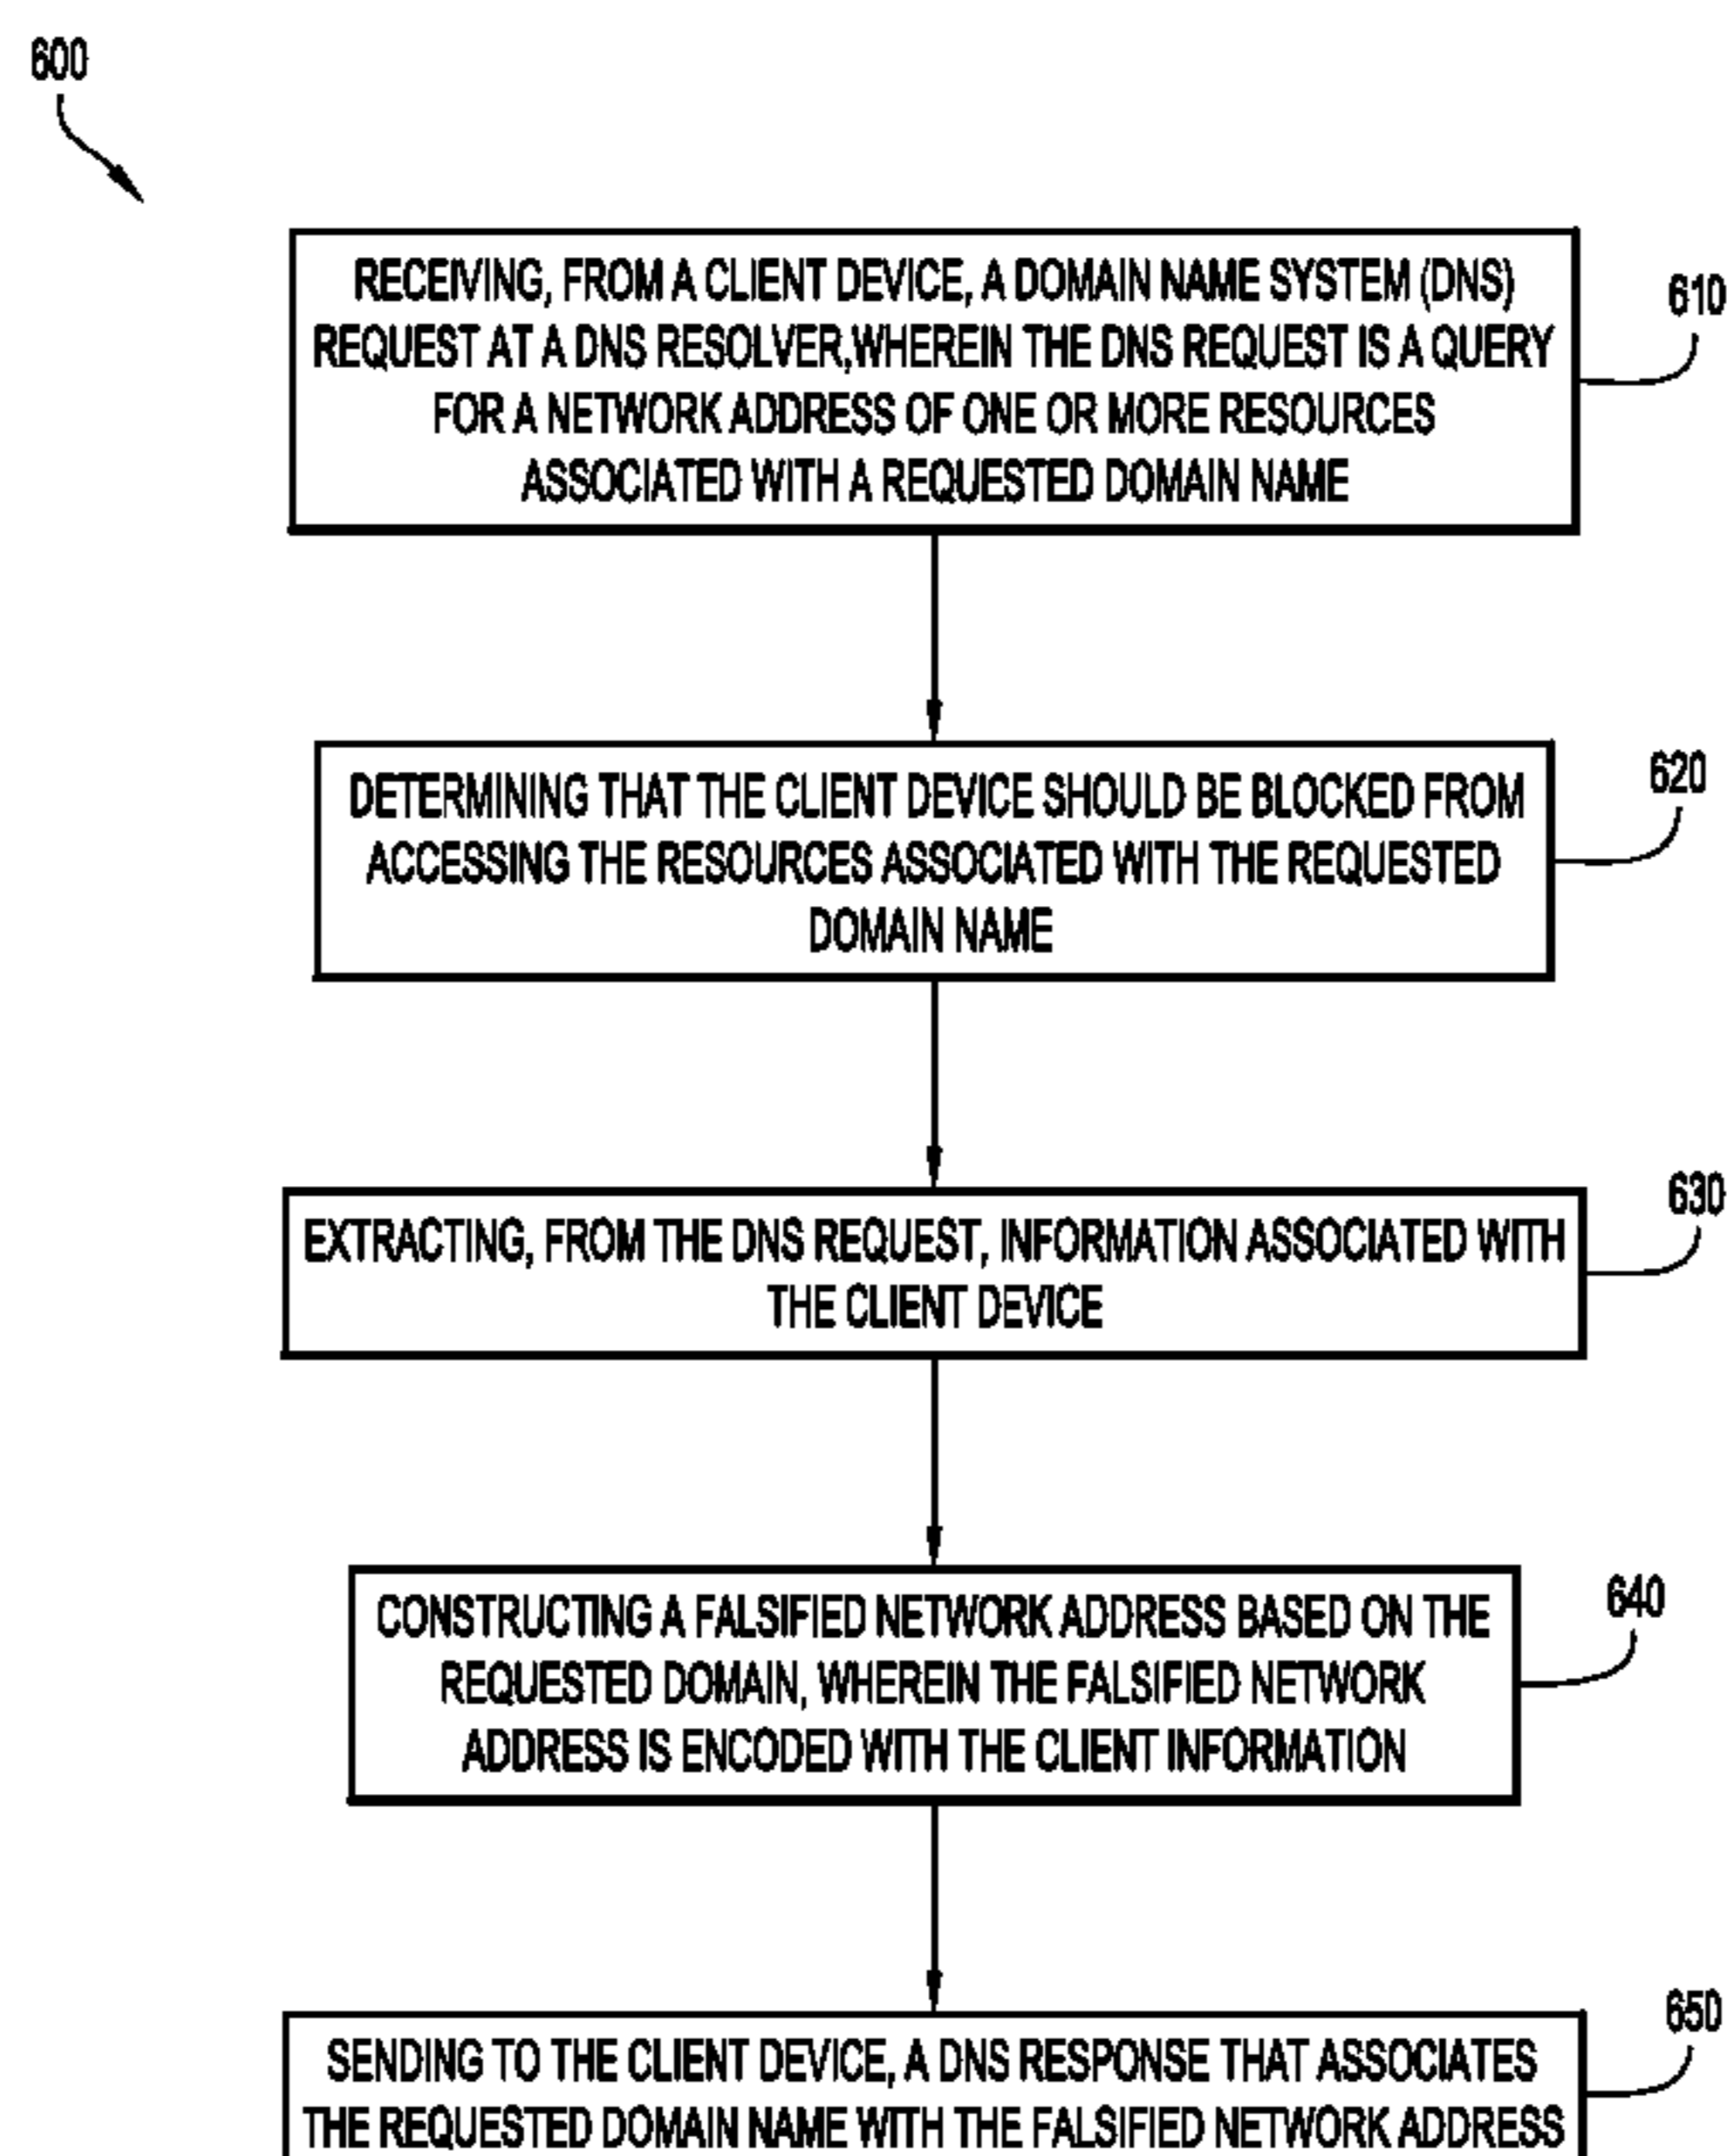 600
RECEIVING, FROM A CLIENT DEVICE, A DOMAIN NAME SYSTEM (DNS)
REQUEST AT A DNS RESOLVER,WHEREIN THE DNS REQUEST IS A QUERY
FOR A NETWORK ADDRESS OF ONE OR MORE RESOURCES
ASSOCIATED WITH A REQUESTED DOMAIN NAME
610
DETERMINING THAT THE CLIENT DEVICE SHOULD BE BLOCKED FROM
ACCESSING THE RESOURCES ASSOCIATED WITH THE REQUESTED
DOMAIN NAME
620
EXTRACTING, FROM THE DNS REQUEST, INFORMATION ASSOCIATED WITH
THE CLIENT DEVICE
630
CONSTRUCTING A FALSIFIED NETWORK ADDRESS BASED ON THE
REQUESTED DOMAIN, WHEREIN THE FALSIFIED NETWORK
ADDRESS IS ENCODED WITH THE CLIENT INFORMATION
640
SENDING TO THE CLIENT DEVICE, A DNS RESPONSE THAT ASSOCIATES
THE REQUESTED DOMAIN NAME WITH THE FALSIFIED NETWORK ADDRESS
650